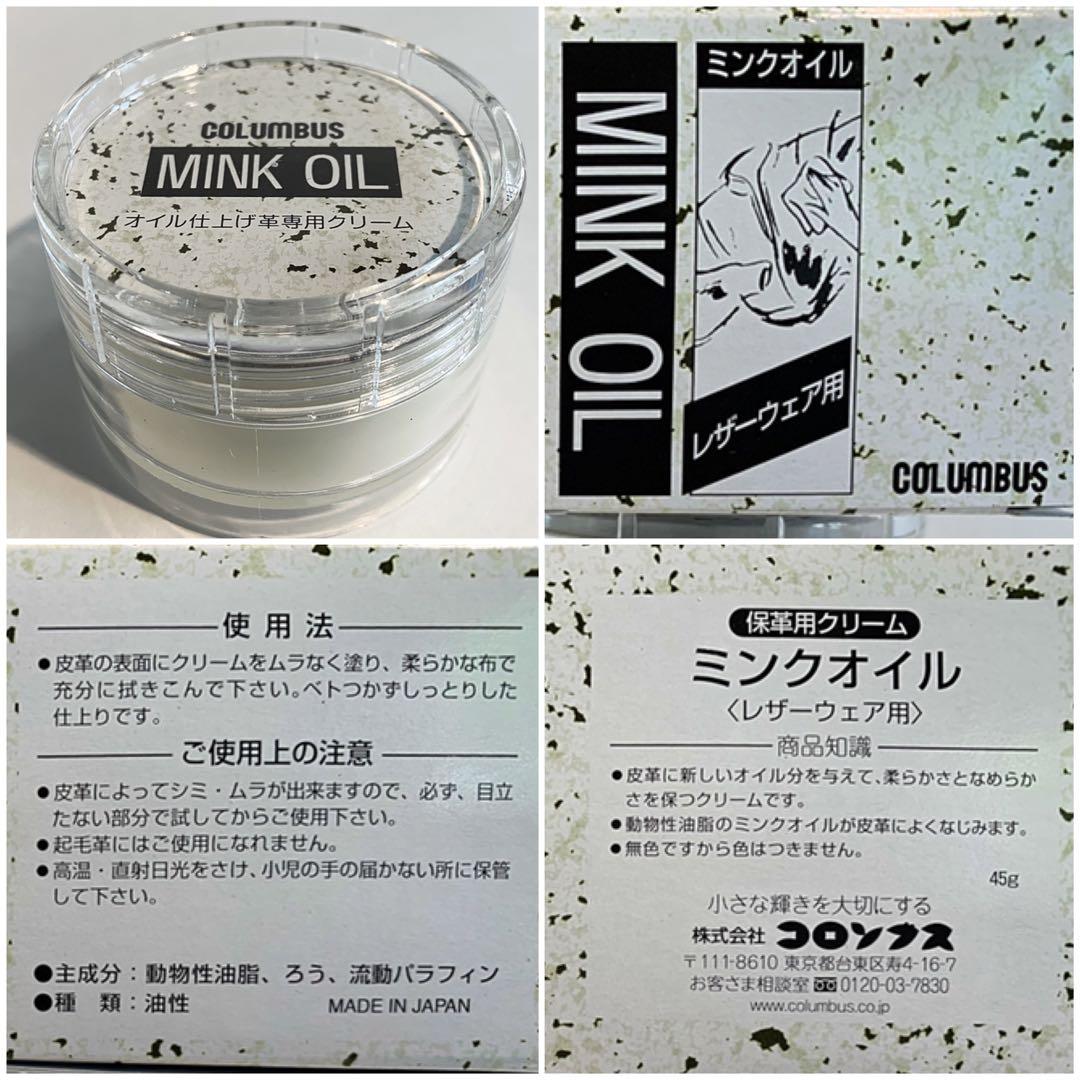 COLUMBUS
MINK OIL
オイル仕上げ革専用クリーム
MINK OIL
ミンクオイル
レザーウェア用
COLUMBUS
使用法
●皮革の表面にクリームをムラなく塗り、柔らかな布で
充分に拭きこんで下さい。ベトつかずしっとりした
仕上りです。
ご使用上の注意
●皮革によってシミ・ムラが出来ますので、必ず、目立
たない部分で試してからご使用下さい。
●起毛革にはご使用になれません。
●高温・直射日光をさけ、小児の手の届かない所に保管
して下さい。
●主成分：動物性油脂、ろう、流動パラフィン
●種　類：油性 MADE IN JAPAN
保革用クリーム
ミンクオイル
〈レザーウェア用〉
商品知識
●皮革に新しいオイル分を与えて、柔らかさとなめらか
さを保つクリームです。
●動物性油脂のミンクオイルが皮革によくなじみます。
●無色ですから色はつきません。
45g
小さな輝きを大切にする
株式会社 コロンブス
〒111-8610 東京都台東区寿4-16-7
お客さま相談室 0120-03-7830
www.columbus.co.jp